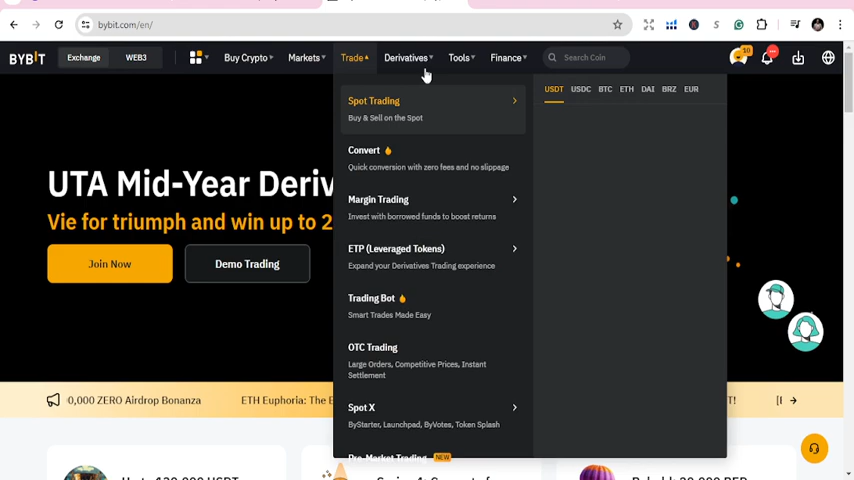 bybit.com/en/
BYBIT
Exchange
WEB3
Buy Crypto
Markets
Trade
Derivatives
Tools
Finance
Search Coin
10
Spot Trading
Buy & Sell on the Spot
USDT USDC BTC ETH DAI BRZ EUR
Convert
Quick conversion with zero fees and no slippage
Margin Trading
Invest with borrowed funds to boost returns
ETP (Leveraged Tokens)
Expand your Derivatives Trading experience
Trading Bot
Smart Trades Made Easy
OTC Trading
Large Orders, Competitive Prices, Instant
Settlement
Spot X
ByStarter, Launchpad, ByVotes, Token Splash
Pre-Market Trading NEW
UTA Mid-Year Deri
Vie for triumph and win up to 2
Join Now
Demo Trading
0,000 ZERO Airdrop Bonanza
ETH Euphoria: The E
T!